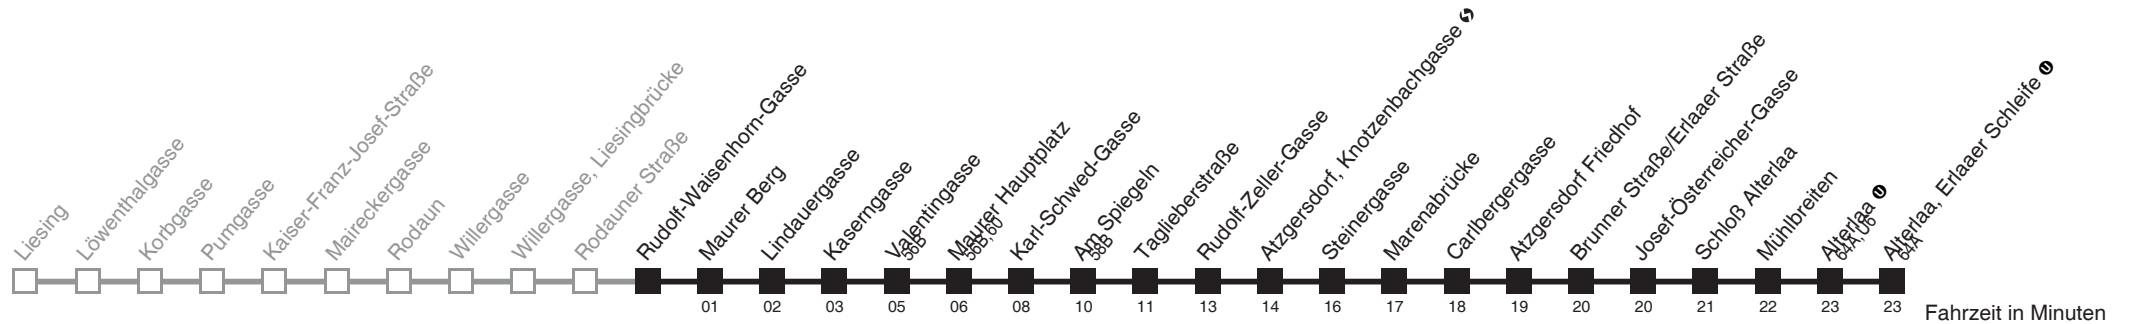 Liesing
Löwenthalgasse
Korbgasse
Purngasse
Kaiser-Franz-Josef-Straße
Maireckergasse
Rodaun
Willergasse
Willergasse, Liesingbrücke
Rodauner Straße
Rudolf-Waisenhorn-Gasse
Maurer Berg
01
Lindauergasse
02
Kaserngasse
03
Valentingasse
56B
05
Maurer Hauptplatz
56B,60
06
Karl-Schwed-Gasse
08
Am Spiegeln
58B
10
Taglieberstraße
11
Rudolf-Zeller-Gasse
13
Atzgersdorf, Knotzenbachgasse
14
Steinergasse
16
Marenabrücke
17
Carlbergergasse
18
Atzgersdorf Friedhof
19
Brunner Straße/Erlaaer Straße
20
Josef-Österreicher-Gasse
20
Schloß Alterlaa
21
Mühlbreiten
22
Alterlaa U
64A,U6
23
Alterlaa, Erlaaer Schleife U
64A
23
Fahrzeit in Minuten